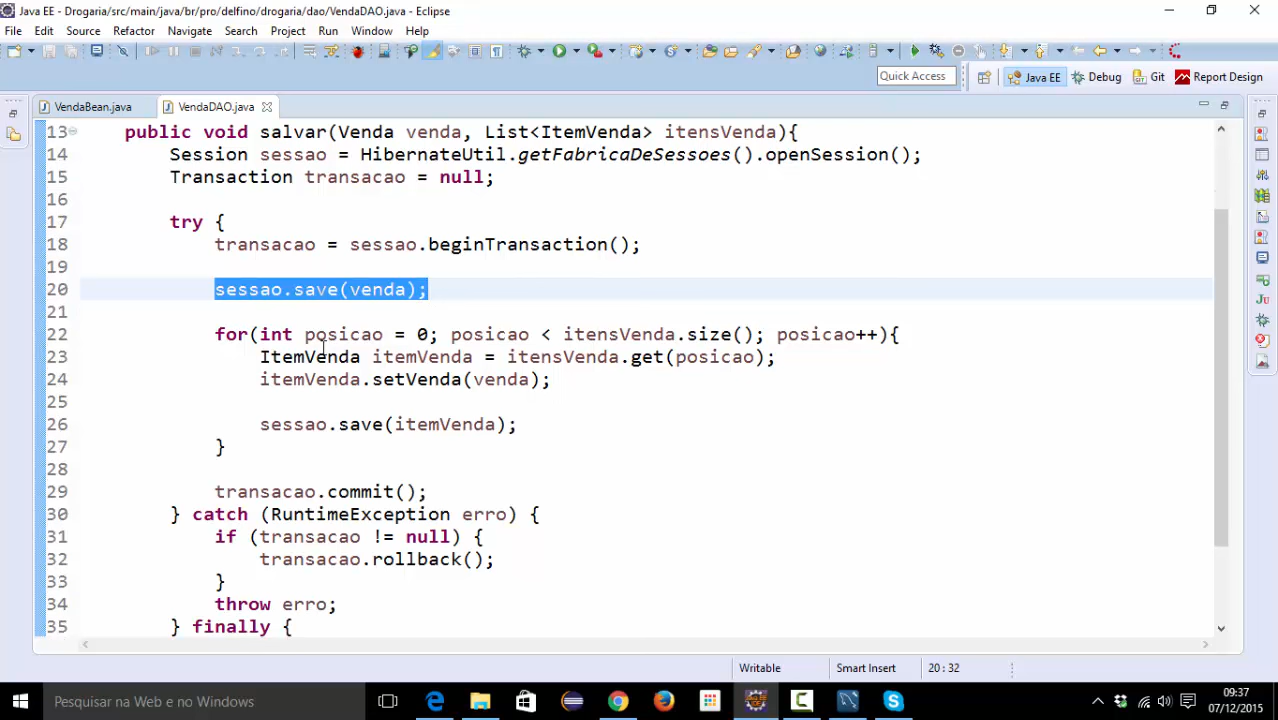 Java EE - Drogaria/src/main/java/br/pro/delfino/drogaria/dao/VendaDAO.java - Eclipse
File Edit Source Refactor Navigate Search Project Run Window Help
Quick Access Java EE Debug Git Report Design
VendaBean.java VendaDAO.java
13 public void salvar(Venda venda, List<ItemVenda> itensVenda){
14 Session sessao = HibernateUtil.getFabricaDeSessoes().openSession();
15 Transaction transacao = null;
16
17 try {
18 transacao = sessao.beginTransaction();
19
20 sessao.save(venda);
21
22 for(int posicao = 0; posicao < itensVenda.size(); posicao++){
23 ItemVenda itemVenda = itensVenda.get(posicao);
24 itemVenda.setVenda(venda);
25
26 sessao.save(itemVenda);
27 }
28
29 transacao.commit();
30 } catch (RuntimeException erro) {
31 if (transacao != null) {
32 transacao.rollback();
33 }
34 throw erro;
35 } finally {
Writable Smart Insert 20 : 32
Pesquisar na Web e no Windows
09:37
07/12/2015